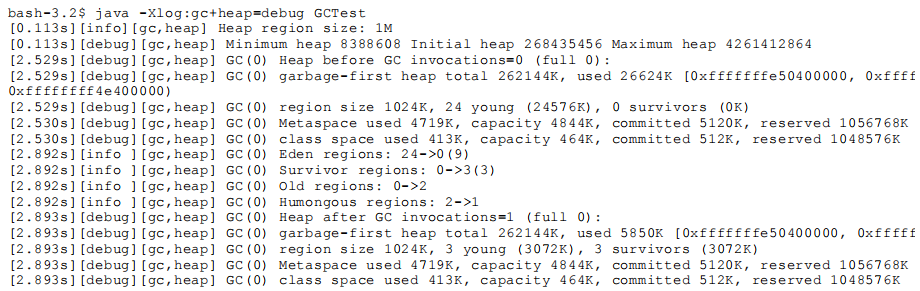 bash-3.2$ java -Xlog:gc+heap=debug GCTest
[0.113s][info][gc,heap] Heap region size: 1M
[0.113s][debug][gc,heap] Minimum heap 8388608 Initial heap 268435456 Maximum heap 4261412864
[2.529s][debug][gc,heap] GC(0) Heap before GC invocations=0 (full 0):
[2.529s][debug][gc,heap] GC(0) garbage-first heap total 262144K, used 26624K [0xfffffffe50400000, 0xffff
0xffffffff4e400000)
[2.529s][debug][gc,heap] GC(0) region size 1024K, 24 young (24576K), 0 survivors (0K)
[2.530s][debug][gc,heap] GC(0) Metaspace used 4719K, capacity 4844K, committed 5120K, reserved 1056768K
[2.530s][debug][gc,heap] GC(0) class space used 413K, capacity 464K, committed 512K, reserved 1048576K
[2.892s][info ][gc,heap] GC(0) Eden regions: 24->0(9)
[2.892s][info ][gc,heap] GC(0) Survivor regions: 0->3(3)
[2.892s][info ][gc,heap] GC(0) Old regions: 0->2
[2.892s][info ][gc,heap] GC(0) Humongous regions: 2->1
[2.893s][debug][gc,heap] GC(0) Heap after GC invocations=1 (full 0):
[2.893s][debug][gc,heap] GC(0) garbage-first heap total 262144K, used 5850K [0xfffffffe50400000, 0xfffff
[2.893s][debug][gc,heap] GC(0) region size 1024K, 3 young (3072K), 3 survivors (3072K)
[2.893s][debug][gc,heap] GC(0) Metaspace used 4719K, capacity 4844K, committed 5120K, reserved 1056768K
[2.893s][debug][gc,heap] GC(0) class space used 413K, capacity 464K, committed 512K, reserved 1048576K